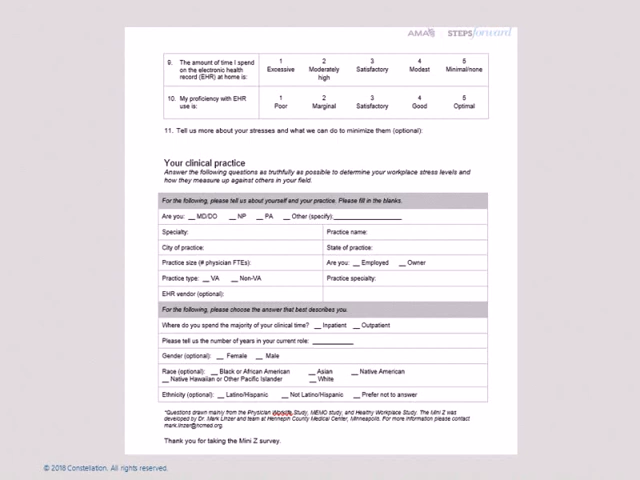 AMA STEPSforward
9. The amount of time I spend on the electronic health record (EHR) at home is:
1 Excessive 2 Moderately high 3 Satisfactory 4 Modest 5 Minimal/none
10. My proficiency with EHR use is:
1 Poor 2 Marginal 3 Satisfactory 4 Good 5 Optimal
11. Tell us more about your stresses and what we can do to minimize them (optional):
Your clinical practice
Answer the following questions as truthfully as possible to determine your workplace stress levels and
how they measure up against others in your field.
For the following, please tell us about yourself and your practice. Please fill in the blanks.
Are you: __ MD/DO __ NP __ PA __ Other (specify):____________________
Specialty: Practice name:
City of practice: State of practice:
Practice size (# physician FTEs): Are you: __ Employed __ Owner
Practice type: __ VA __ Non-VA Practice specialty:
EHR vendor (optional):
For the following, please choose the answer that best describes you.
Where do you spend the majority of your clinical time? __ Inpatient __ Outpatient
Please tell us the number of years in your current role: ____________
Gender (optional): __ Female __ Male
Race (optional): __ Black or African American __ Asian __ Native American
__ Native Hawaiian or Other Pacific Islander __ White
Ethnicity (optional): __ Latino/Hispanic __ Not Latino/Hispanic __ Prefer not to answer
*Questions drawn mainly from the Physician Worklife Study, MEMO study, and Healthy Workplace Study. The Mini Z was
developed by Dr. Mark Linzer and team at Hennepin County Medical Center, Minneapolis. For more information please contact
mark.linzer@hcmed.org.
Thank you for taking the Mini Z survey.
© 2018 Constellation. All rights reserved.